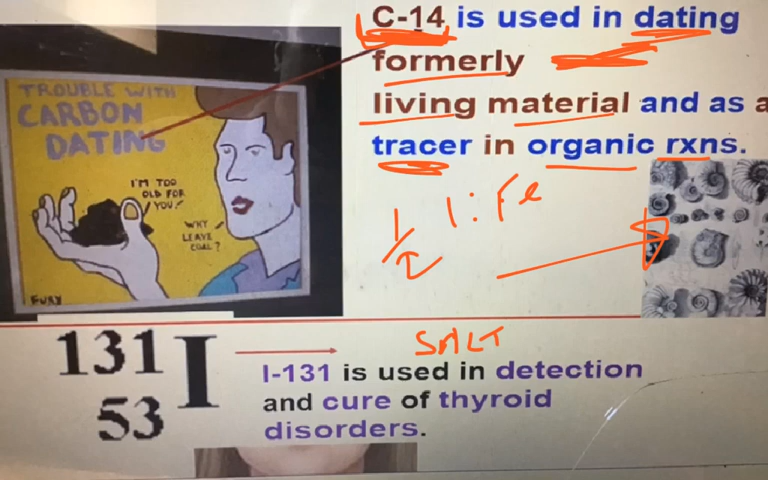 C-14 is used in dating
formerly
living material and as a
tracer in organic rxns.
TROUBLE WITH
CARBON
DATING
I'M TOO
OLD FOR
YOU!
WHY
LEAVE
COAL?
FURY
1/2 life
131
53
I
SALT
I-131 is used in detection
and cure of thyroid
disorders.